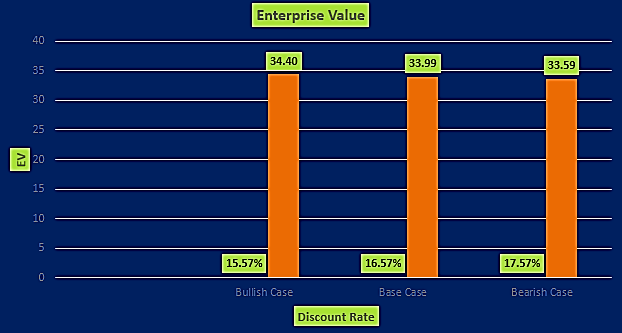 Enterprise Value
40
35
30
25
20
15
10
5
0
EV
34.40
33.99
33.59
15.57%
16.57%
17.57%
Bullish Case
Base Case
Bearish Case
Discount Rate